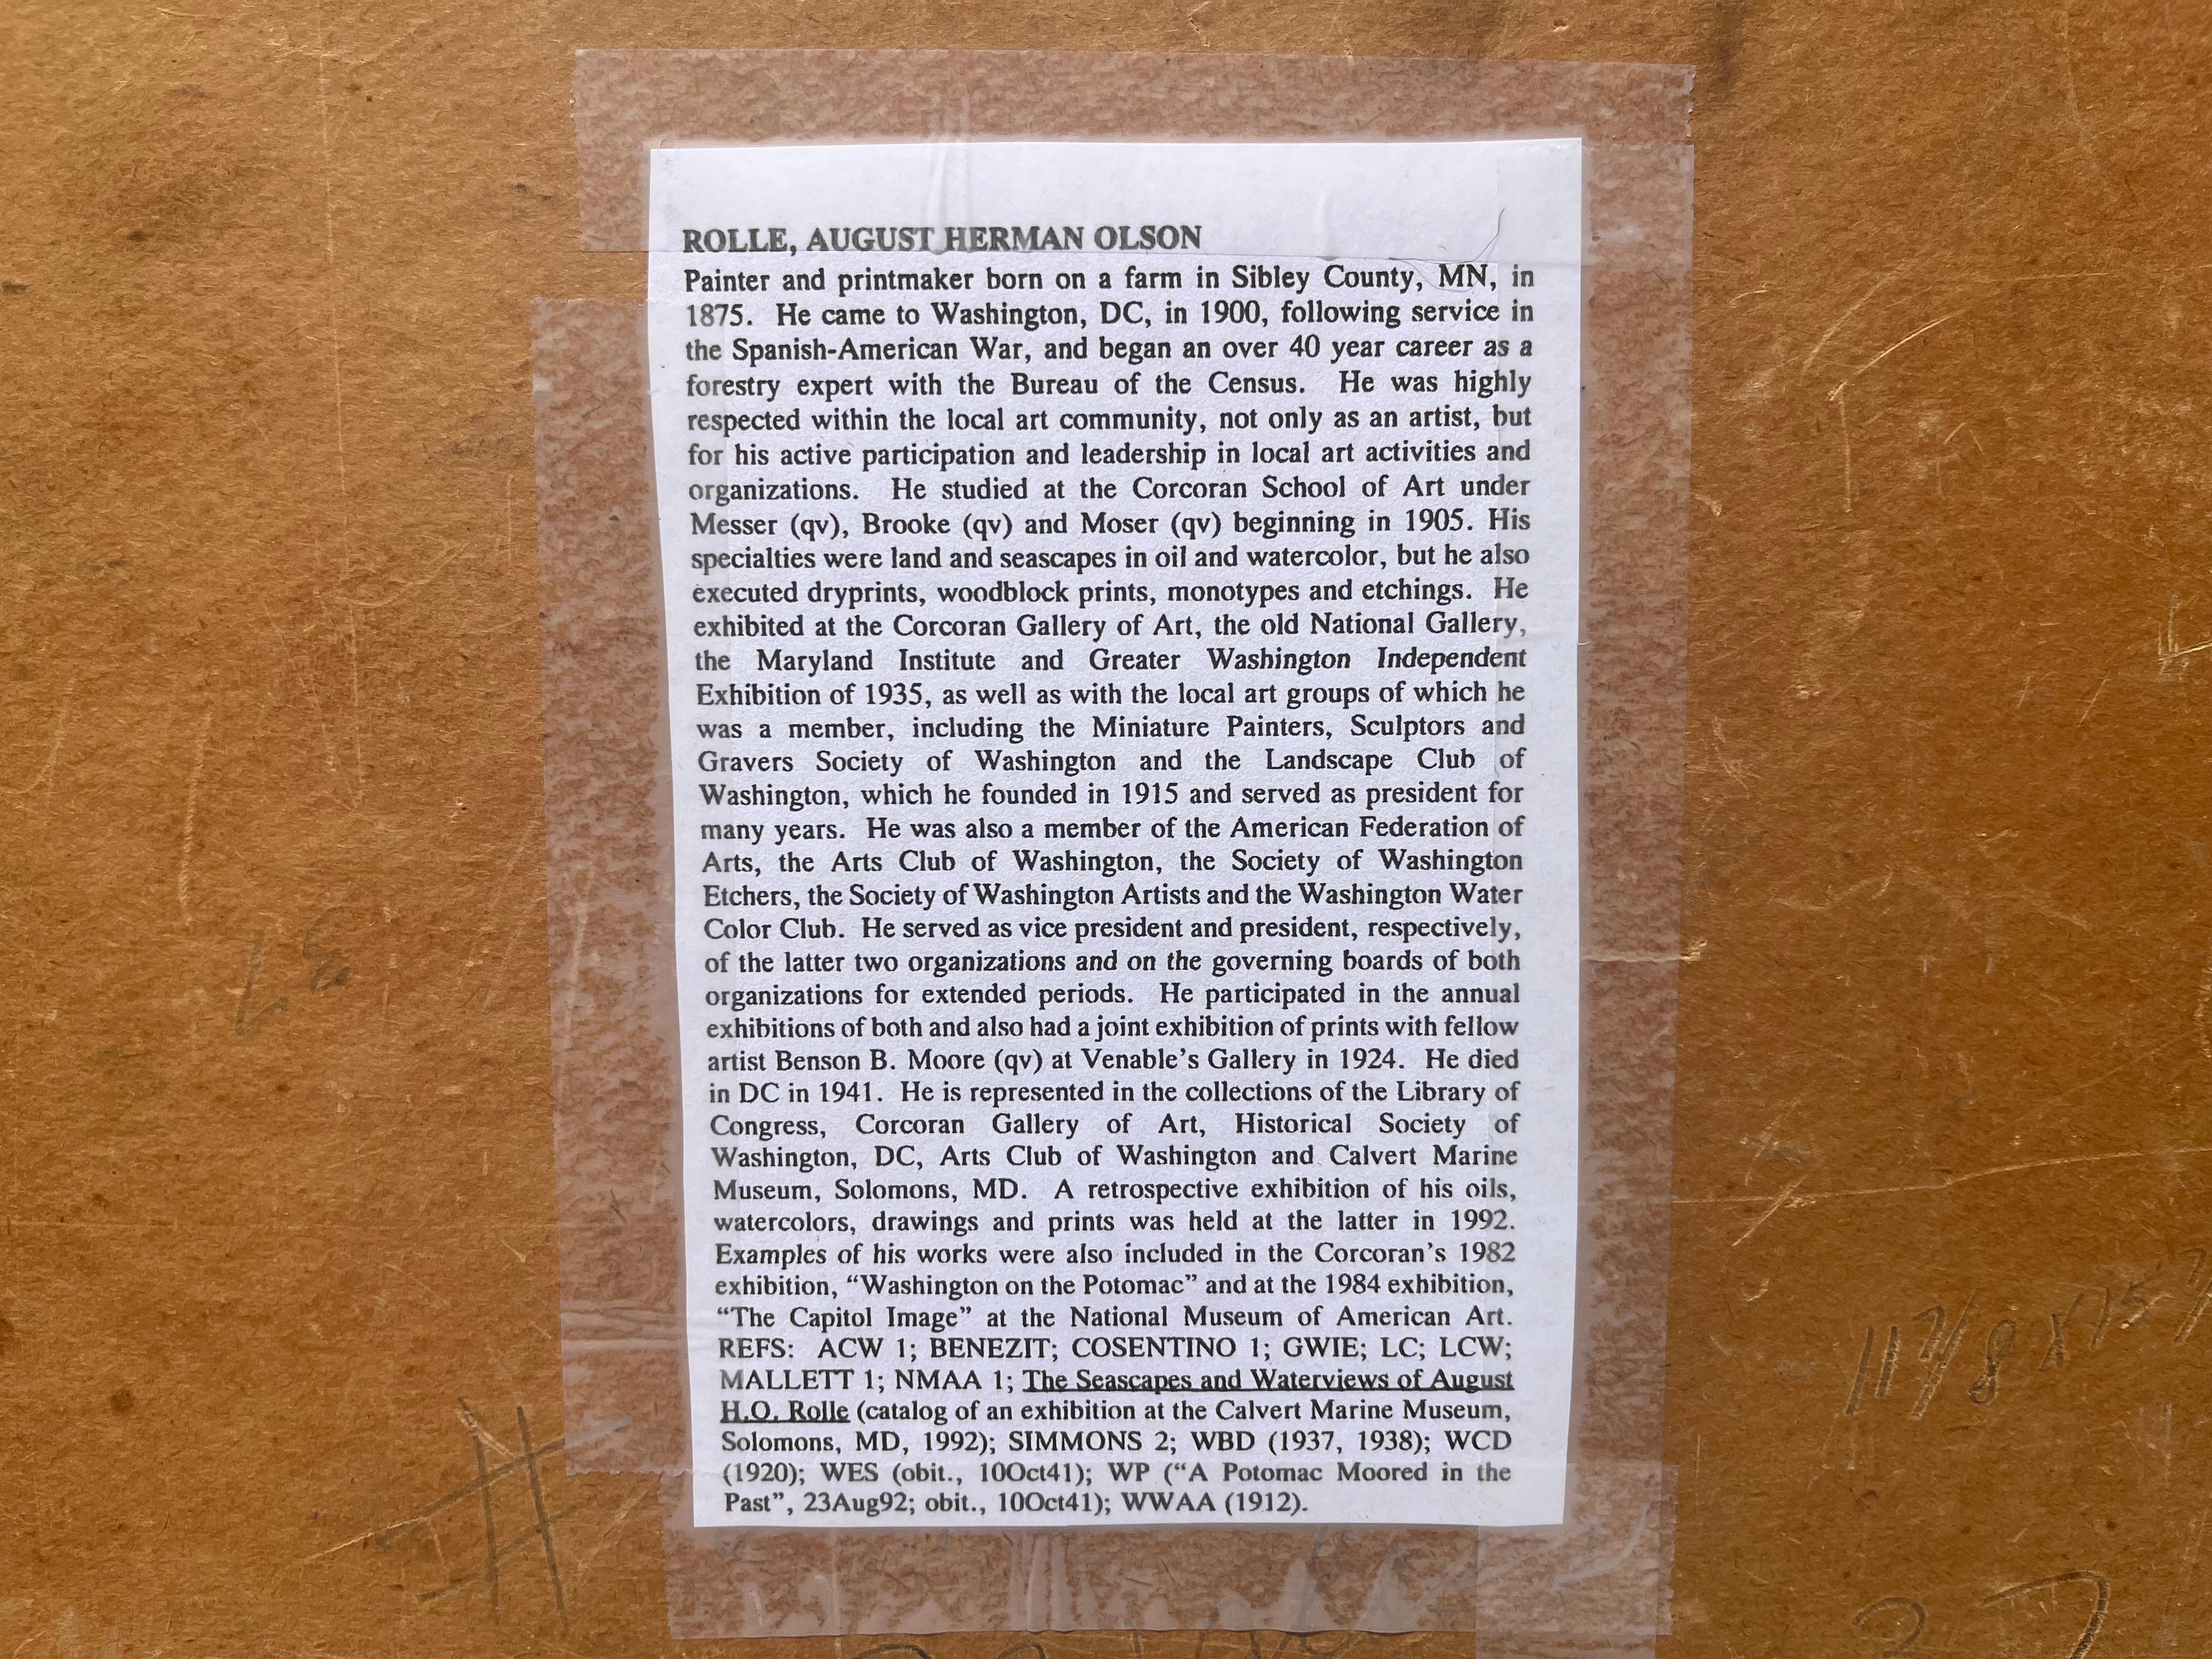 ROLLE, AUGUST HERMAN OLSON
Painter and printmaker born on a farm in Sibley County, MN, in
1875. He came to Washington, DC, in 1900, following service in
the Spanish-American War, and began an over 40 year career as a
forestry expert with the Bureau of the Census. He was highly
respected within the local art community, not only as an artist, but
for his active participation and leadership in local art activities and
organizations. He studied at the Corcoran School of Art under
Messer (qv), Brooke (qv) and Moser (qv) beginning in 1905. His
specialties were land and seascapes in oil and watercolor, but he also
executed dryprints, woodblock prints, monotypes and etchings. He
exhibited at the Corcoran Gallery of Art, the old National Gallery,
the Maryland Institute and Greater Washington Independent
Exhibition of 1935, as well as with the local art groups of which he
was a member, including the Miniature Painters, Sculptors and
Gravers Society of Washington and the Landscape Club of
Washington, which he founded in 1915 and served as president for
many years. He was also a member of the American Federation of
Arts, the Arts Club of Washington, the Society of Washington
Etchers, the Society of Washington Artists and the Washington Water
Color Club. He served as vice president and president, respectively,
of the latter two organizations and on the governing boards of both
organizations for extended periods. He participated in the annual
exhibitions of both and also had a joint exhibition of prints with fellow
artist Benson B. Moore (qv) at Venable's Gallery in 1924. He died
in DC in 1941. He is represented in the collections of the Library of
Congress, Corcoran Gallery of Art, Historical Society of
Washington, DC, Arts Club of Washington and Calvert Marine
Museum, Solomons, MD. A retrospective exhibition of his oils,
watercolors, drawings and prints was held at the latter in 1992.
Examples of his works were also included in the Corcoran's 1982
exhibition, "Washington on the Potomac" and at the 1984 exhibition,
"The Capitol Image" at the National Museum of American Art.
REFS: ACW 1; BENEZIT; COSENTINO 1; GWIE; LC; LCW;
MALLETT 1; NMAA 1; The Seascapes and Waterviews of August
H.O. Rolle (catalog of an exhibition at the Calvert Marine Museum,
Solomons, MD, 1992); SIMMONS 2; WBD (1937, 1938); WCD
(1920); WES (obit., 10Oct41); WP ("A Potomac Moored in the
Past", 23Aug92; obit., 10Oct41); WWAA (1912).
#